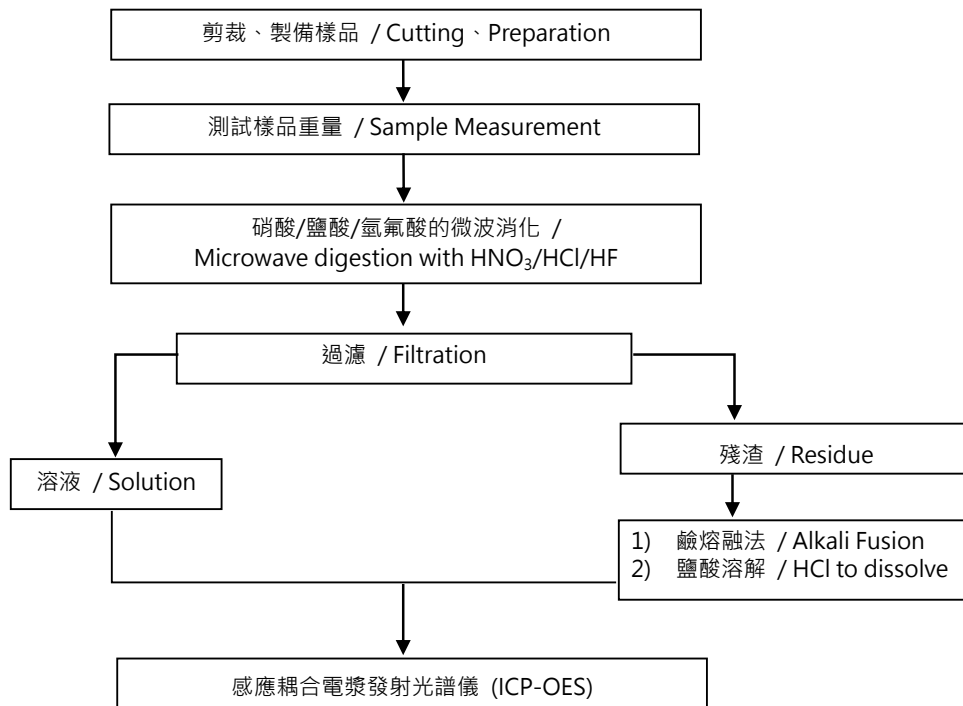 剪裁、製備樣品 / Cutting、Preparation
測試樣品重量 / Sample Measurement
硝酸/鹽酸/氫氟酸的微波消化 /
Microwave digestion with HNO₃/HCl/HF
過濾 / Filtration
溶液 / Solution
殘渣 / Residue
1) 鹼熔融法 / Alkali Fusion
2) 鹽酸溶解 / HCl to dissolve
感應耦合電漿發射光譜儀 (ICP-OES)